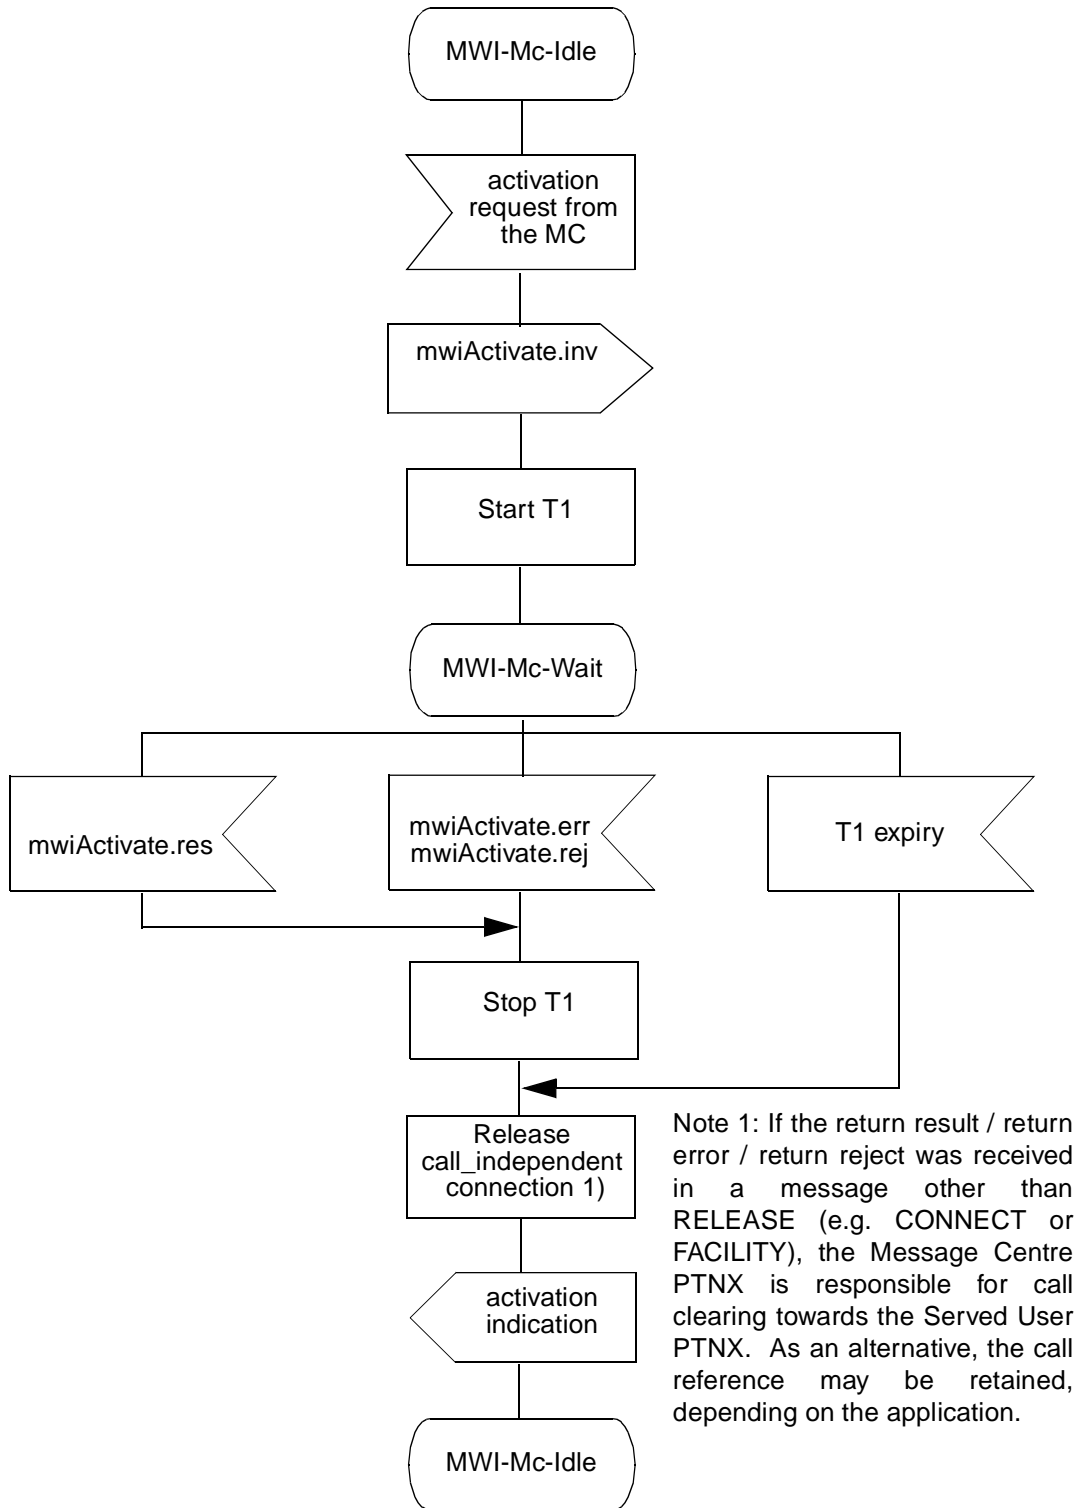 MWI-Mc-Idle
activation
request from
the MC
mwiActivate.inv
Start T1
MWI-Mc-Wait
mwiActivate.res
mwiActivate.err
mwiActivate.rej
T1 expiry
Stop T1
Release
call_independent
connection 1)
Note 1: If the return result / return
error / return reject was received
in a message other than
RELEASE (e.g. CONNECT or
FACILITY), the Message Centre
PTNX is responsible for call
clearing towards the Served User
PTNX. As an alternative, the call
reference may be retained,
depending on the application.
activation
indication
MWI-Mc-Idle